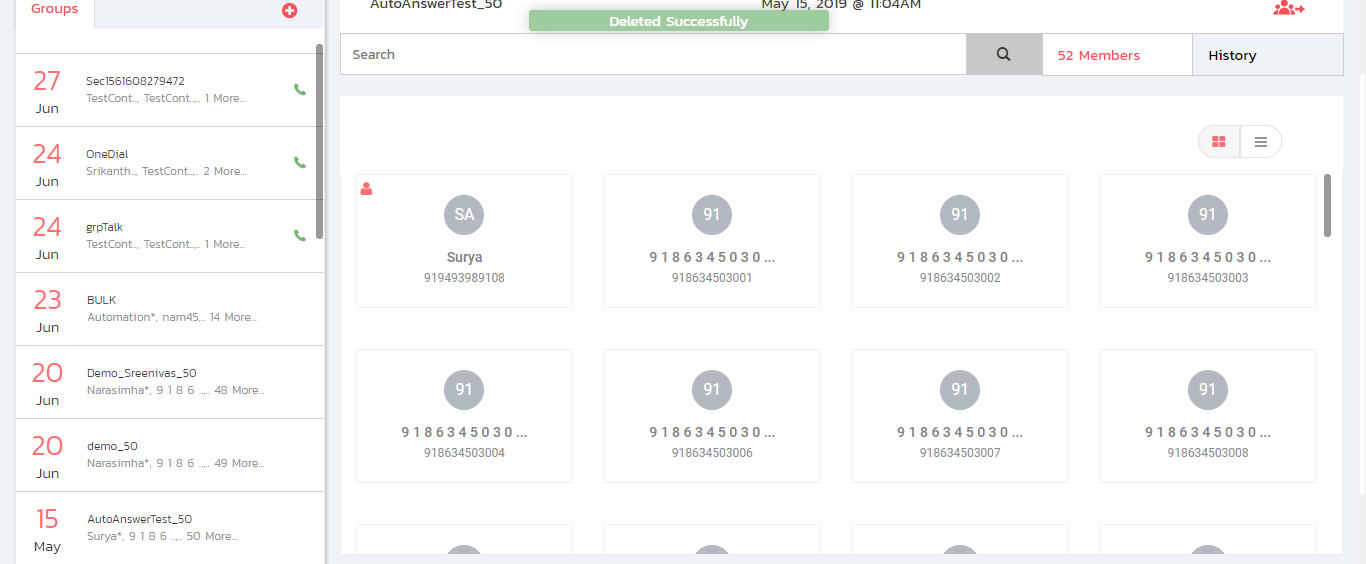 Groups
27
Jun
Sec1561608279472
TestCont.., TestCont..,.. 1 More...
24
Jun
OneDial
Srikanth.., TestCont..,.. 2 More...
24
Jun
grpTalk
TestCont.., TestCont..,.. 1 More...
23
Jun
BULK
Automation*, nam45,.. 14 More...
20
Jun
Demo_Sreenivas_50
Narasimha*, 9 1 8 6 ..,.. 48 More...
20
Jun
demo_50
Narasimha*, 9 1 8 6 ..,.. 49 More...
15
May
AutoAnswerTest_50
Surya*, 9 1 8 6 ..,.. 50 More...
AutoAnswerTest_50
May 15, 2019 @ 11:04AM
Deleted Successfully
Search
52 Members
History
SA
Surya
919493989108
91
9 1 8 6 3 4 5 0 3 0 ...
918634503001
91
9 1 8 6 3 4 5 0 3 0 ...
918634503002
91
9 1 8 6 3 4 5 0 3 0 ...
918634503003
91
9 1 8 6 3 4 5 0 3 0 ...
918634503004
91
9 1 8 6 3 4 5 0 3 0 ...
918634503006
91
9 1 8 6 3 4 5 0 3 0 ...
918634503007
91
9 1 8 6 3 4 5 0 3 0 ...
918634503008